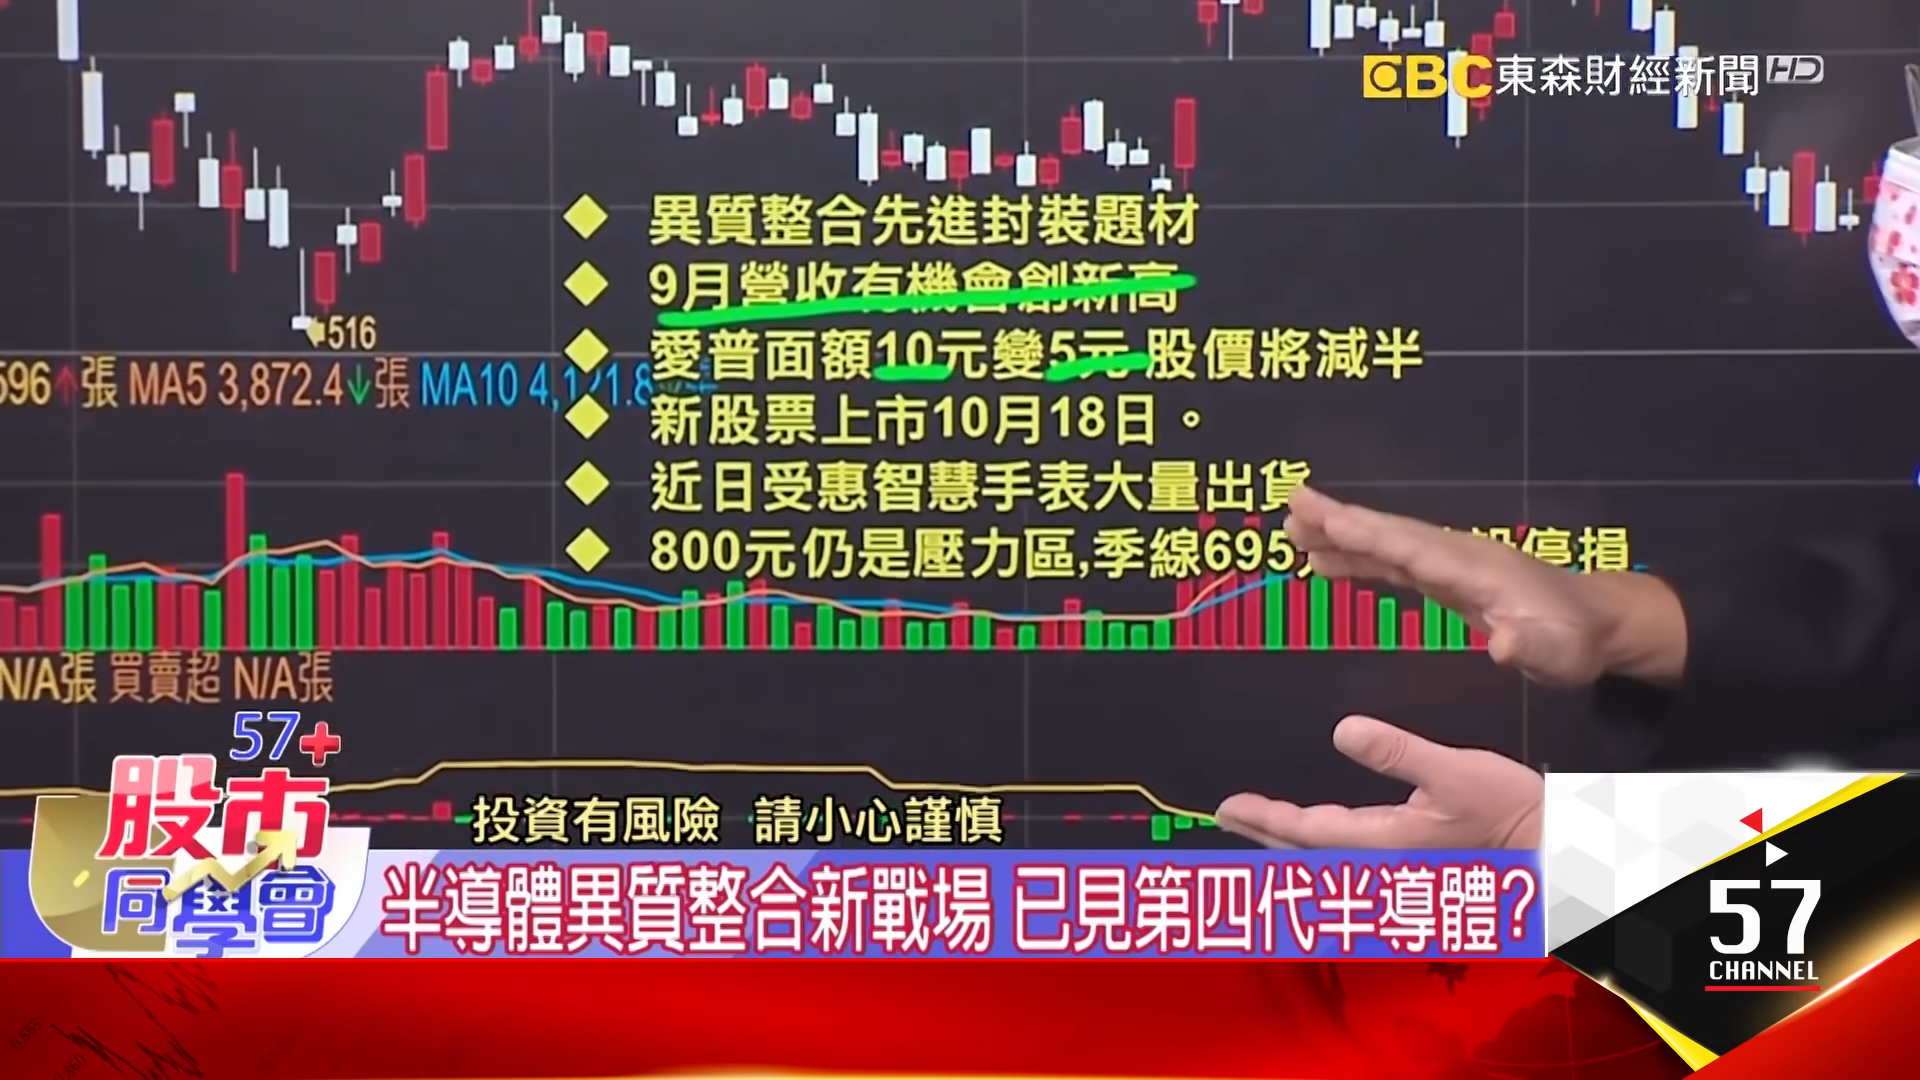 EBC東森財經新聞HD
異質整合先進封裝題材
9月營收有機會創新高
516
愛普面額10元變5元 股價將減半
596↑張 MA5 3,872.4↓張 MA10
新股票上市10月18日。
近日受惠智慧手表大量出貨
800元仍是壓力區,季線695 停損
N/A張 買賣超 N/A張
57+
股市
同學會
投資有風險 請小心謹慎
半導體異質整合新戰場 已見第四代半導體?
57
CHANNEL